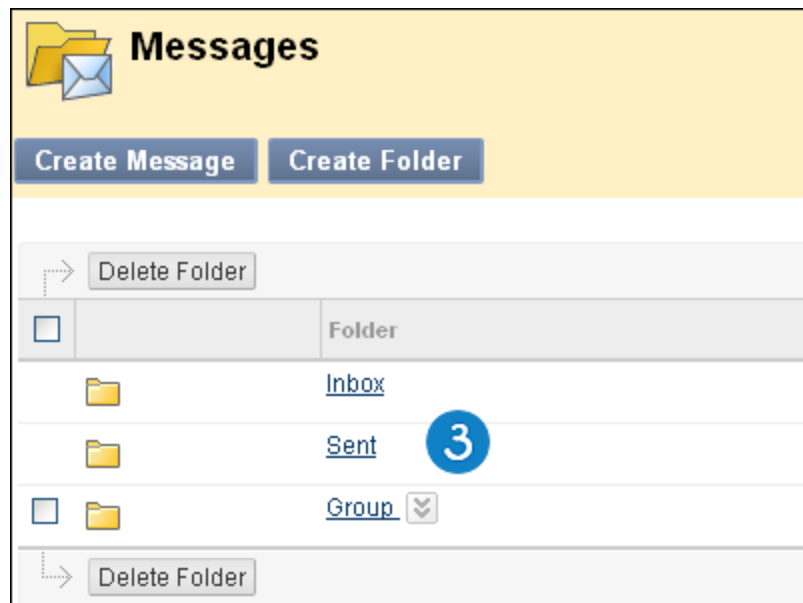 Messages
Create Message Create Folder
Delete Folder
Folder
Inbox
Sent 3
Group
Delete Folder